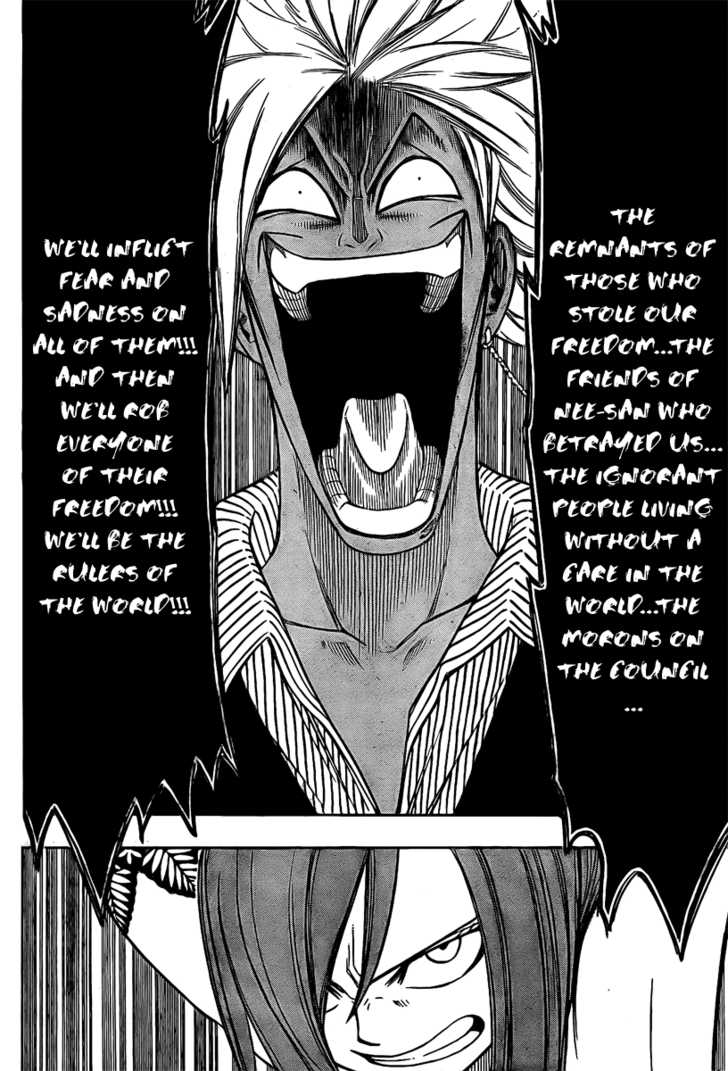 THE
REMNANTS OF
THOSE WHO
STOLE OUR
FREEDOM...THE
FRIENDS OF
NEE-SAN WHO
BETRAYED US...
THE IGNORANT
PEOPLE LIVING
WITHOUT A
CARE IN THE
WORLD...THE
MORONS ON
THE COUNCIL
...
WE'LL INFLICT
FEAR AND
SADNESS ON
ALL OF THEM!!!
AND THEN
WE'LL ROB
EVERYONE
OF THEIR
FREEDOM!!!
WE'LL BE THE
RULERS OF
THE WORLD!!!